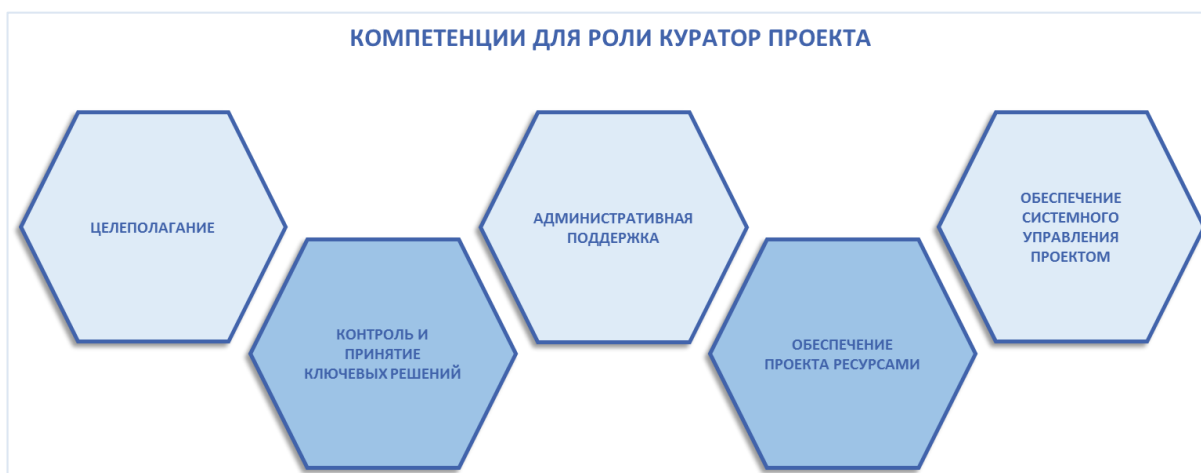 КОМПЕТЕНЦИИ ДЛЯ РОЛИ КУРАТОР ПРОЕКТА
ЦЕЛЕПОЛАГАНИЕ
КОНТРОЛЬ И
ПРИНЯТИЕ
КЛЮЧЕВЫХ РЕШЕНИЙ
АДМИНИСТРАТИВНАЯ
ПОДДЕРЖКА
ОБЕСПЕЧЕНИЕ
ПРОЕКТА РЕСУРСАМИ
ОБЕСПЕЧЕНИЕ
СИСТЕМНОГО
УПРАВЛЕНИЯ
ПРОЕКТОМ